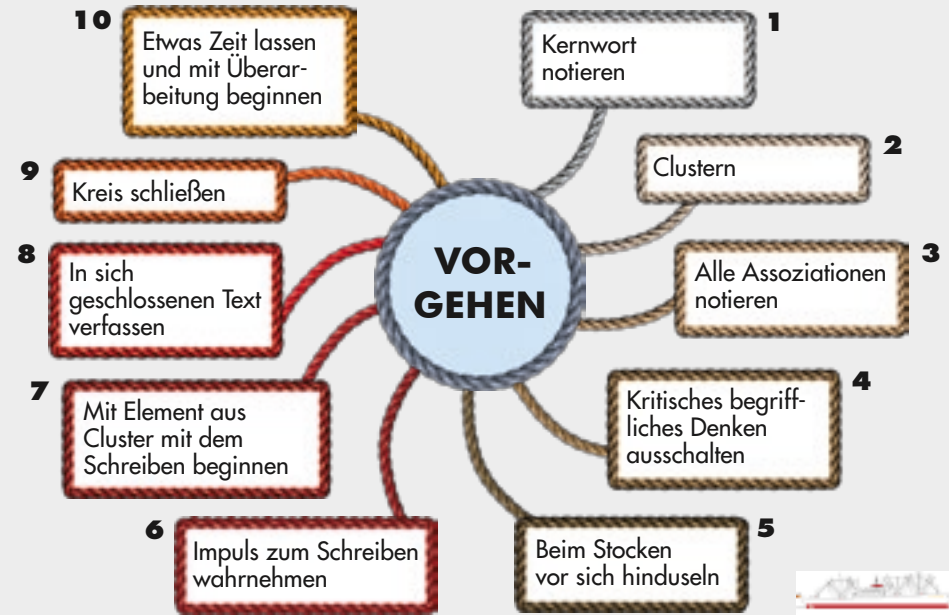 VOR-
GEHEN
1
Kernwort
notieren
2
Clustern
3
Alle Assoziationen
notieren
4
Kritisches begriff-
liches Denken
ausschalten
5
Beim Stocken
vor sich hinduseln
6
Impuls zum Schreiben
wahrnehmen
7
Mit Element aus
Cluster mit dem
Schreiben beginnen
8
In sich
geschlossenen Text
verfassen
9
Kreis schließen
10
Etwas Zeit lassen
und mit Überar-
beitung beginnen